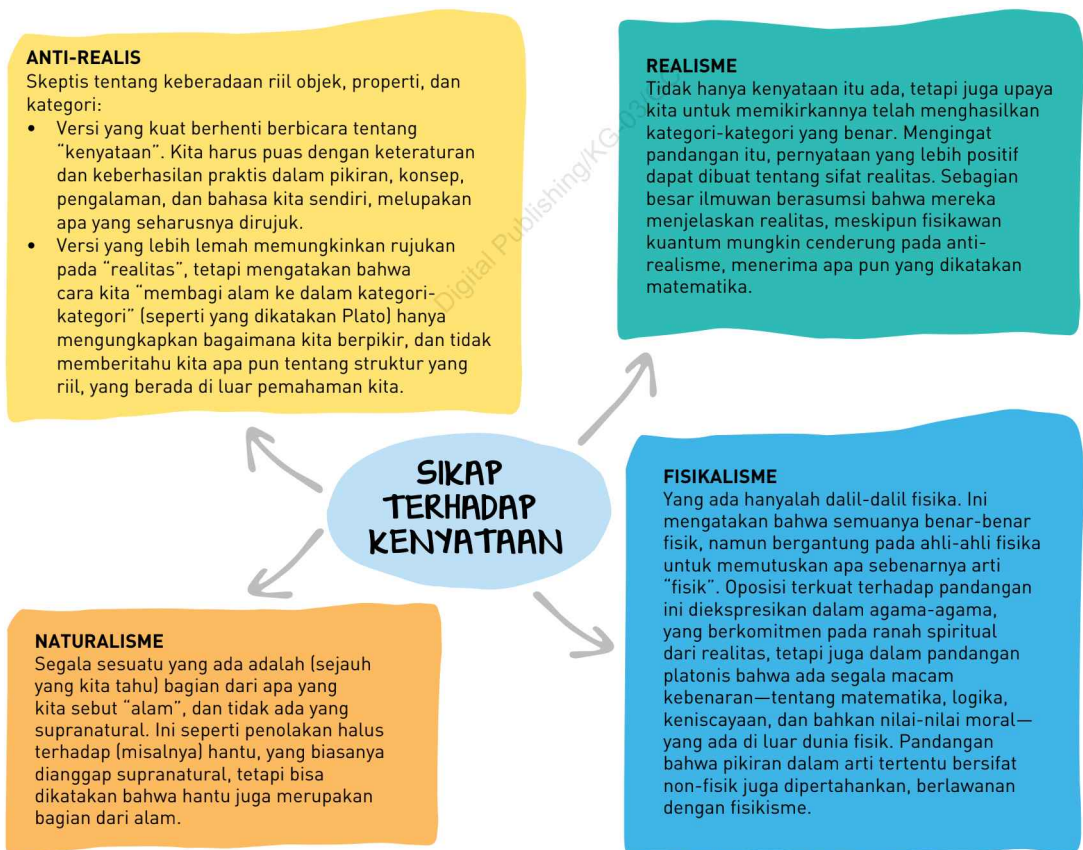 ANTI-REALIS
Skeptis tentang keberadaan riil objek, properti, dan
kategori:
• Versi yang kuat berhenti berbicara tentang
“kenyataan”. Kita harus puas dengan keteraturan
dan keberhasilan praktis dalam pikiran, konsep,
pengalaman, dan bahasa kita sendiri, melupakan
apa yang seharusnya dirujuk.
• Versi yang lebih lemah memungkinkan rujukan
pada “realitas”, tetapi mengatakan bahwa
cara kita “membagi alam ke dalam kategori-
kategori” (seperti yang dikatakan Plato) hanya
mengungkapkan bagaimana kita berpikir, dan tidak
memberitahu kita apa pun tentang struktur yang
riil, yang berada di luar pemahaman kita.
REALISME
Tidak hanya kenyataan itu ada, tetapi juga upaya
kita untuk memikirkannya telah menghasilkan
kategori-kategori yang benar. Mengingat
pandangan itu, pernyataan yang lebih positif
dapat dibuat tentang sifat realitas. Sebagian
besar ilmuwan berasumsi bahwa mereka
menjelaskan realitas, meskipun fisikawan
kuantum mungkin cenderung pada anti-
realisme, menerima apa pun yang dikatakan
matematika.
Digital Publishing/KG-03/
SIKAP
TERHADAP
KENYATAAN
NATURALISME
Segala sesuatu yang ada adalah (sejauh
yang kita tahu) bagian dari apa yang
kita sebut “alam”, dan tidak ada yang
supranatural. Ini seperti penolakan halus
terhadap (misalnya) hantu, yang biasanya
dianggap supranatural, tetapi bisa
dikatakan bahwa hantu juga merupakan
bagian dari alam.
FISIKALISME
Yang ada hanyalah dalil-dalil fisika. Ini
mengatakan bahwa semuanya benar-benar
fisik, namun bergantung pada ahli-ahli fisika
untuk memutuskan apa sebenarnya arti
“fisik”. Oposisi terkuat terhadap pandangan
ini diekspresikan dalam agama-agama,
yang berkomitmen pada ranah spiritual
dari realitas, tetapi juga dalam pandangan
platonis bahwa ada segala macam
kebenaran—tentang matematika, logika,
keniscayaan, dan bahkan nilai-nilai moral—
yang ada di luar dunia fisik. Pandangan
bahwa pikiran dalam arti tertentu bersifat
non-fisik juga dipertahankan, berlawanan
dengan fisikisme.